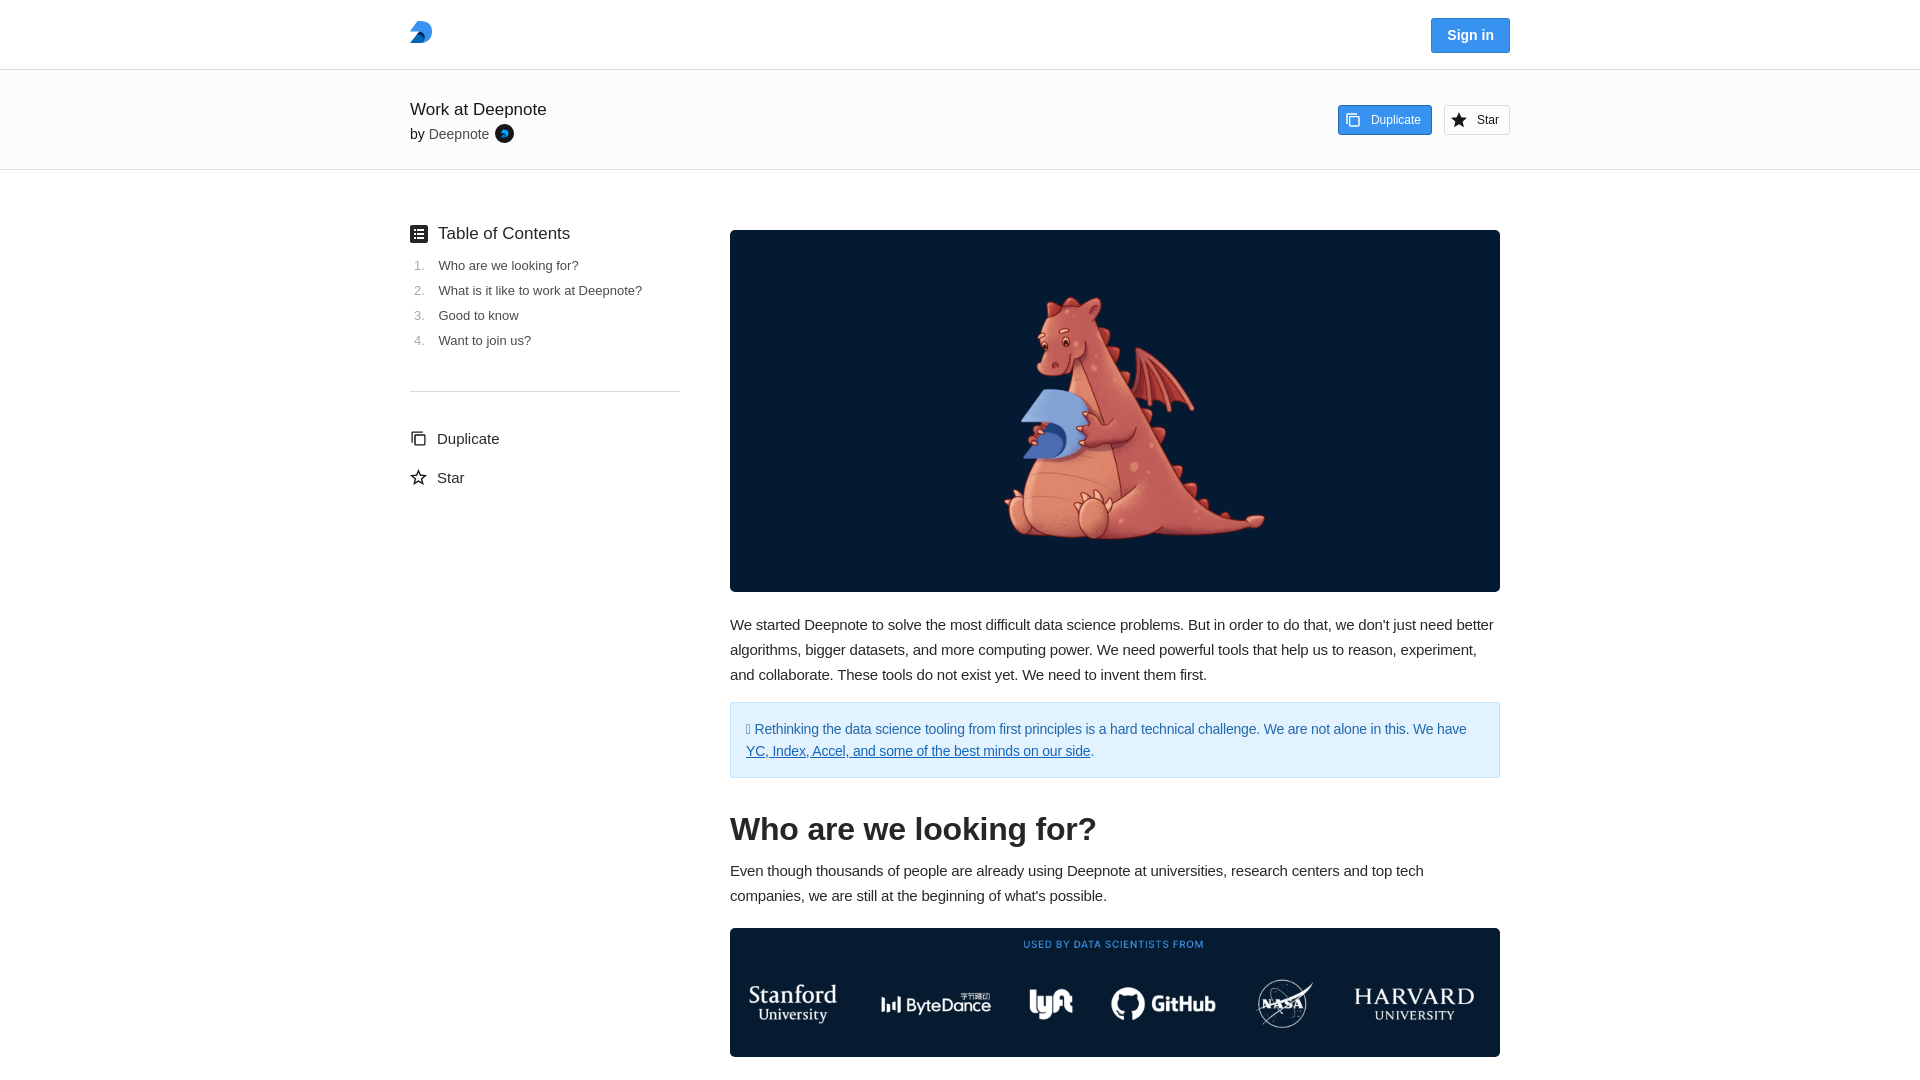 Sign in
Work at Deepnote
by Deepnote
Duplicate
Star
Table of Contents
1. Who are we looking for?
2. What is it like to work at Deepnote?
3. Good to know
4. Want to join us?
Duplicate
Star
We started Deepnote to solve the most difficult data science problems. But in order to do that, we don't just need better
algorithms, bigger datasets, and more computing power. We need powerful tools that help us to reason, experiment,
and collaborate. These tools do not exist yet. We need to invent them first.
Rethinking the data science tooling from first principles is a hard technical challenge. We are not alone in this. We have
YC, Index, Accel, and some of the best minds on our side.
Who are we looking for?
Even though thousands of people are already using Deepnote at universities, research centers and top tech
companies, we are still at the beginning of what's possible.
USED BY DATA SCIENTISTS FROM
Stanford
University
ByteDance
字节跳动
lyft
GitHub
NASA
HARVARD
UNIVERSITY